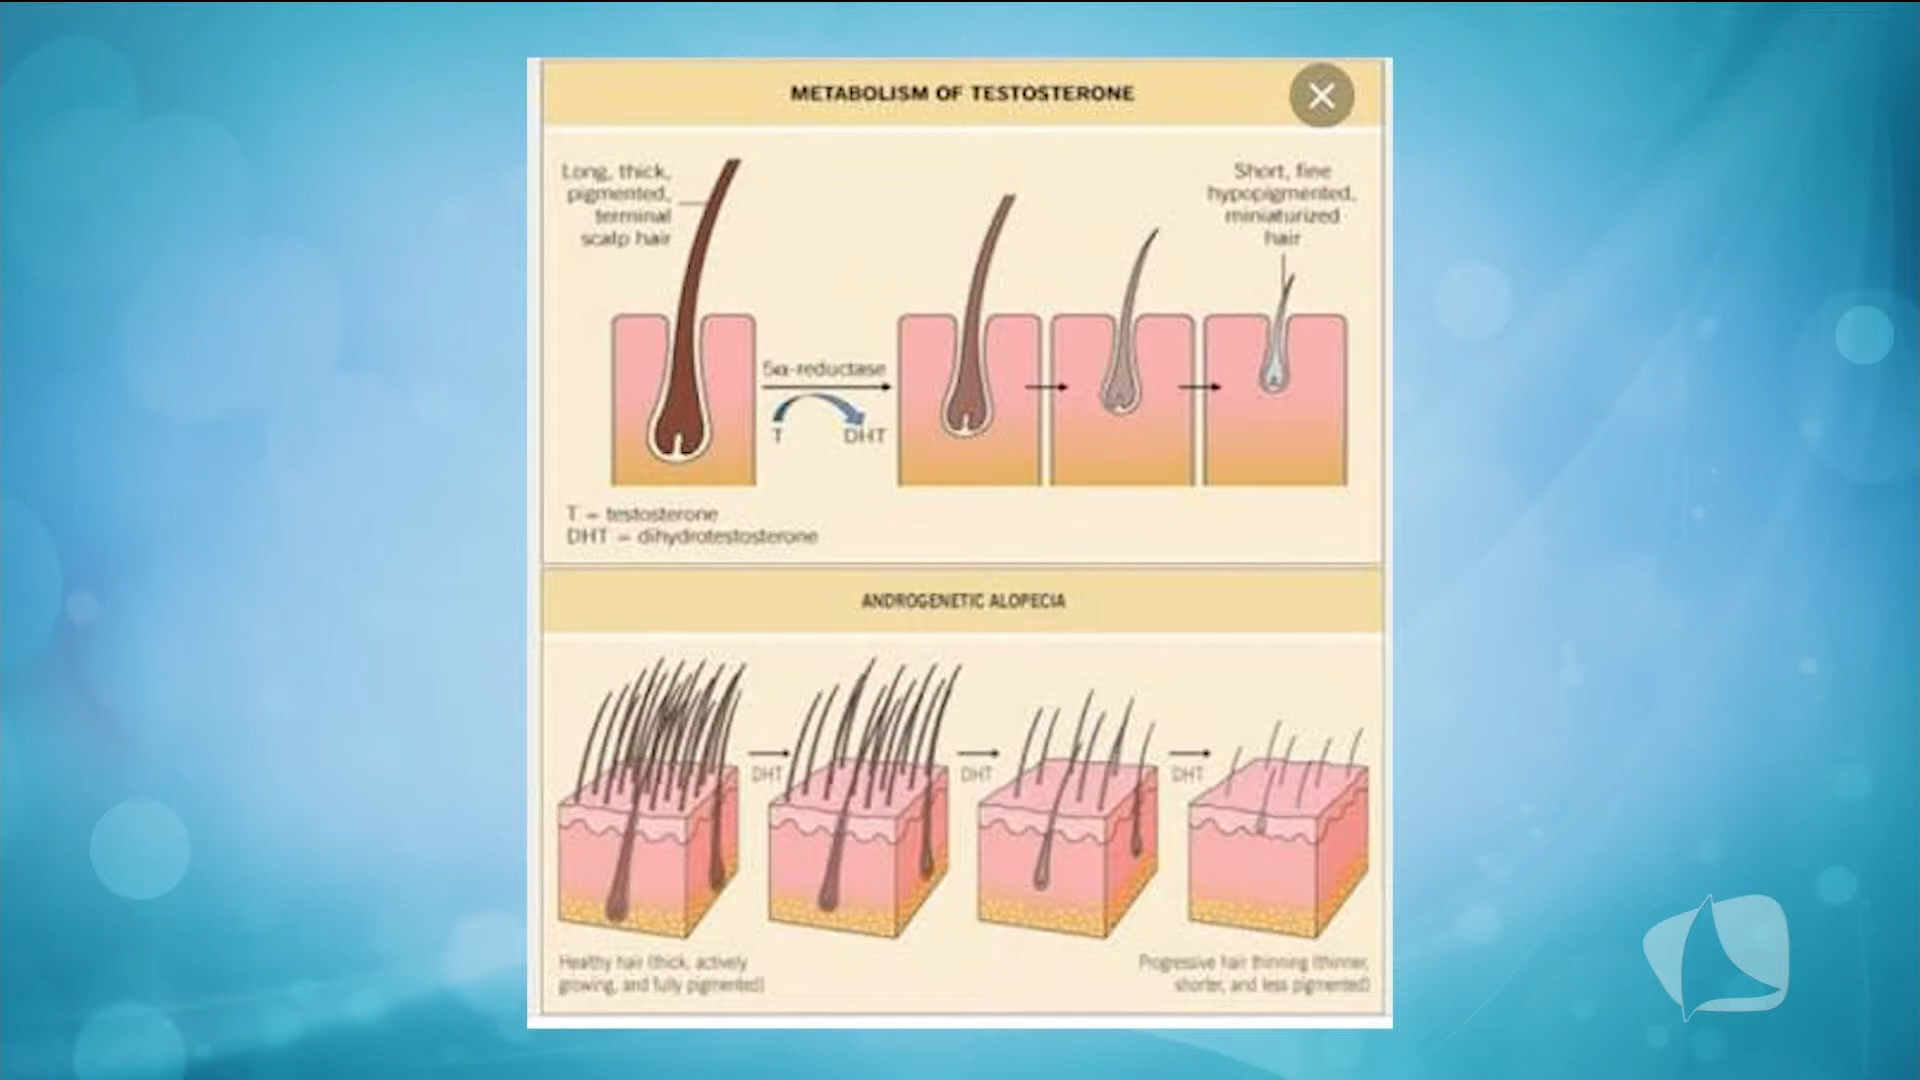 METABOLISM OF TESTOSTERONE
Long, thick,
pigmented,
terminal
scalp hair
Short, fine
hypopigmented,
miniaturized
hair
5α-reductase
T
DHT
T = testosterone
DHT = dihydrotestosterone
ANDROGENETIC ALOPECIA
DHT
DHT
DHT
Healthy hair (thick, actively
growing, and fully pigmented)
Progressive hair thinning (thinner,
shorter, and less pigmented)